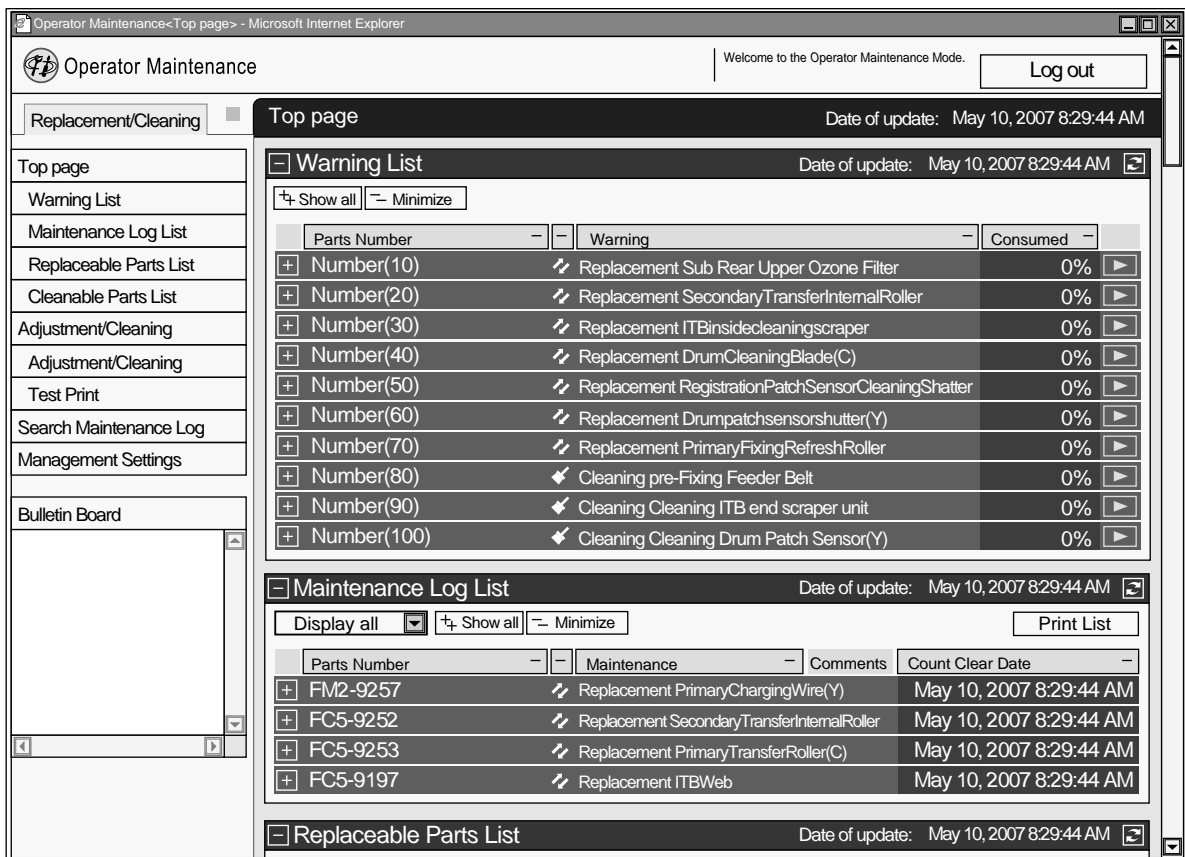 Operator Maintenance<Top page> - Microsoft Internet Explorer
Operator Maintenance
Welcome to the Operator Maintenance Mode.
Log out
Replacement/Cleaning
Top page
Warning List
Maintenance Log List
Replaceable Parts List
Cleanable Parts List
Adjustment/Cleaning
Adjustment/Cleaning
Test Print
Search Maintenance Log
Management Settings
Bulletin Board
Top page Date of update: May 10, 2007 8:29:44 AM
Warning List Date of update: May 10, 2007 8:29:44 AM
Show all Minimize
Parts Number Warning Consumed
Number(10) Replacement Sub Rear Upper Ozone Filter 0%
Number(20) Replacement SecondaryTransferInternalRoller 0%
Number(30) Replacement ITBinsidecleaningscraper 0%
Number(40) Replacement DrumCleaningBlade(C) 0%
Number(50) Replacement RegistrationPatchSensorCleaningShatter 0%
Number(60) Replacement Drumpatchsensorshutter(Y) 0%
Number(70) Replacement PrimaryFixingRefreshRoller 0%
Number(80) Cleaning pre-Fixing Feeder Belt 0%
Number(90) Cleaning Cleaning ITB end scraper unit 0%
Number(100) Cleaning Cleaning Drum Patch Sensor(Y) 0%
Maintenance Log List Date of update: May 10, 2007 8:29:44 AM
Display all Show all Minimize Print List
Parts Number Maintenance Comments Count Clear Date
FM2-9257 Replacement PrimaryChargingWire(Y) May 10, 2007 8:29:44 AM
FC5-9252 Replacement SecondaryTransferInternalRoller May 10, 2007 8:29:44 AM
FC5-9253 Replacement PrimaryTransferRoller(C) May 10, 2007 8:29:44 AM
FC5-9197 Replacement ITBWeb May 10, 2007 8:29:44 AM
Replaceable Parts List Date of update: May 10, 2007 8:29:44 AM